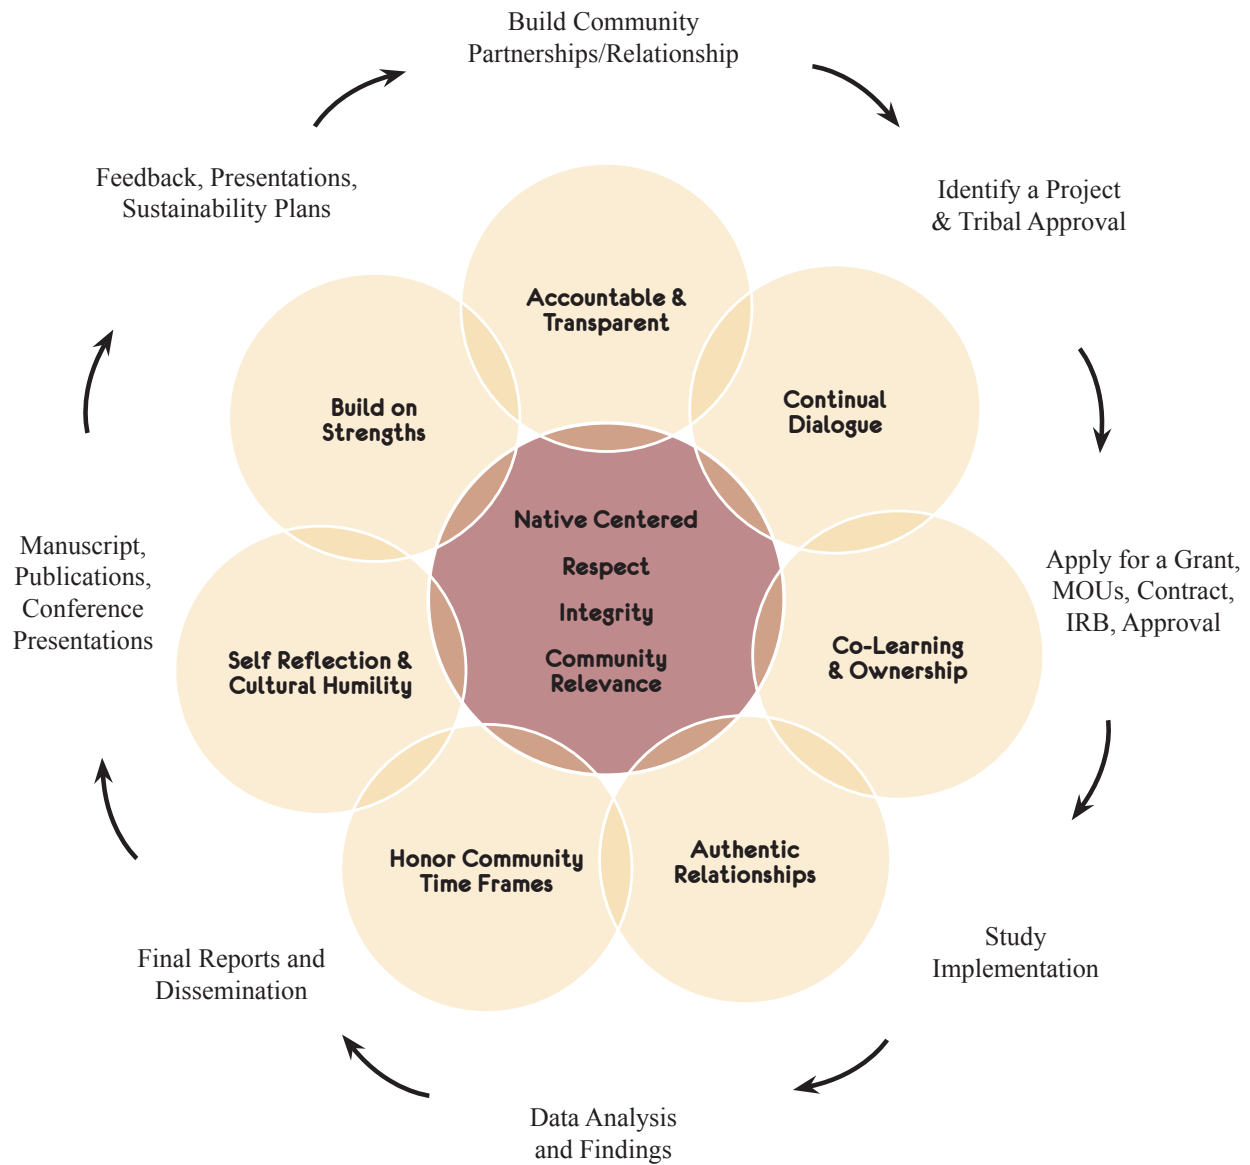 Build Community
Partnerships/Relationship
Identify a Project
& Tribal Approval
Apply for a Grant,
MOUs, Contract,
IRB, Approval
Study
Implementation
Data Analysis
and Findings
Final Reports and
Dissemination
Manuscript,
Publications,
Conference
Presentations
Feedback, Presentations,
Sustainability Plans
Accountable &
Transparent
Continual
Dialogue
Co-Learning
& Ownership
Authentic
Relationships
Honor Community
Time Frames
Self Reflection &
Cultural Humility
Build on
Strengths
Native Centered
Respect
Integrity
Community
Relevance